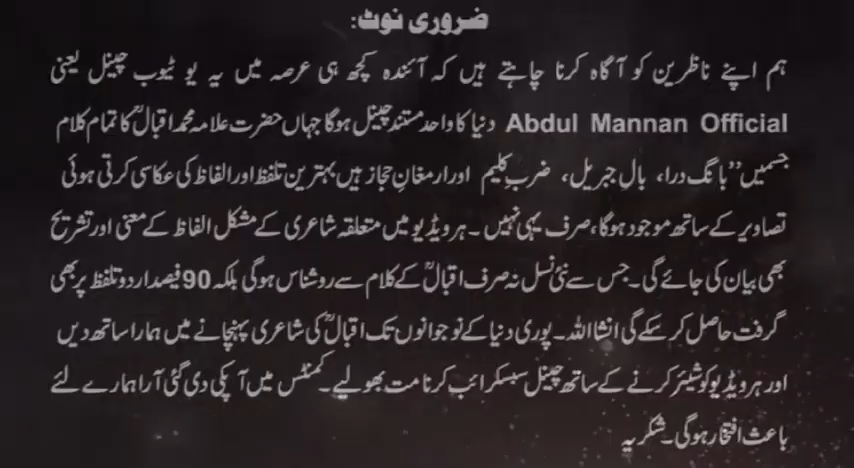 ضروری نوٹ:
ہم اپنے ناظرین کو آگاہ کرنا چاہتے ہیں کہ آئندہ کچھ ہی عرصہ میں یہ یو ٹیوب چینل یعنی
Abdul Mannan Official دنیا کا واحد مستند چینل ہوگا جہاں حضرت علامہ محمد اقبالؒ کا تمام کلام
جسمیں ”بانگ درا، بالِ جبریل، ضربِ کلیم اور ارمغانِ حجاز ہیں بہترین تلفظ اور الفاظ کی عکاسی کرتی ہوئی
تصاویر کے ساتھ موجود ہوگا، صرف یہی نہیں۔ ہر ویڈیو میں متعلقہ شاعری کے مشکل الفاظ کے معنی اور تشریح
بھی بیان کی جائے گی۔ جس سے نئی نسل نہ صرف اقبالؒ کے کلام سے روشناس ہوگی بلکہ 90 فیصد اردو تلفظ پر بھی
گرفت حاصل کر سکے گی انشااللہ۔ پوری دنیا کے نوجوانوں تک اقبالؒ کی شاعری پہنچانے میں ہمارا ساتھ دیں
اور ہر ویڈیو کو شیئر کرنے کے ساتھ چینل سبسکرائب کرنا مت بھولیے۔ کمنٹس میں آپکی دی گئی آرا ہمارے لئے
باعث افتخار ہوگی۔ شکریہ